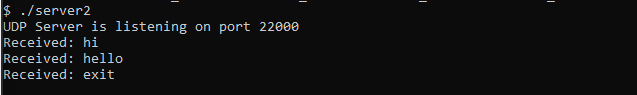 $ ./server2
UDP Server is listening on port 22000
Received: hi
Received: hello
Received: exit